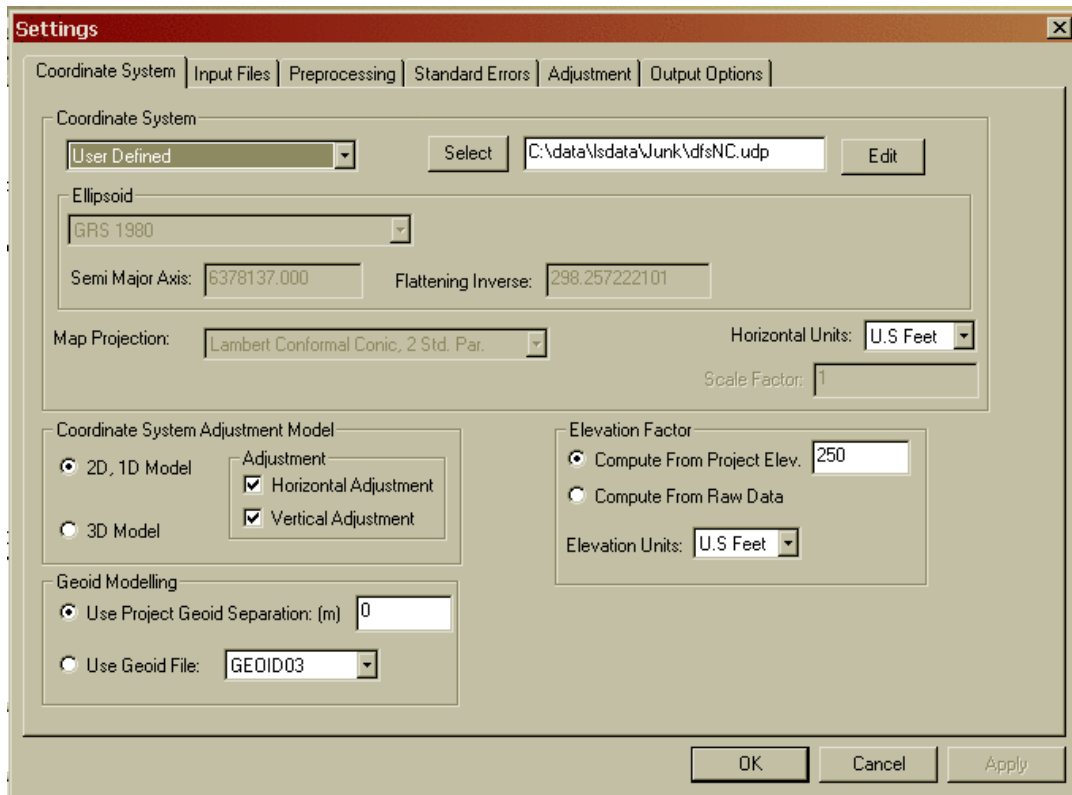 Settings
Coordinate System Input Files Preprocessing Standard Errors Adjustment Output Options
Coordinate System
User Defined Select C:\data\lsdata\Junk\dfsNC.udp Edit
Ellipsoid
GRS 1980
Semi Major Axis: 6378137.000 Flattening Inverse: 298.257222101
Map Projection: Lambert Conformal Conic, 2 Std. Par. Horizontal Units: U.S Feet
Scale Factor: 1
Coordinate System Adjustment Model
2D, 1D Model
Adjustment
Horizontal Adjustment
Vertical Adjustment
3D Model
Elevation Factor
Compute From Project Elev. 250
Compute From Raw Data
Elevation Units: U.S Feet
Geoid Modelling
Use Project Geoid Separation: (m) 0
Use Geoid File: GEOID03
OK Cancel Apply